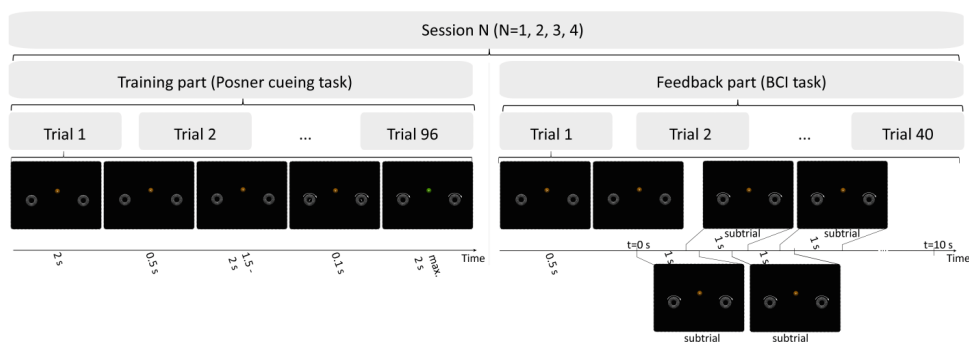 Session N (N=1, 2, 3, 4)
Training part (Posner cueing task)
Feedback part (BCI task)
Trial 1
Trial 2
...
Trial 96
Trial 1
Trial 2
...
Trial 40
subtrial
subtrial
t=0 s
1 s
1 s
1 s
1 s
...
t=10 s
Time
Time
2 s
0.5 s
1.5 -
2 s
0.1 s
max.
2 s
0.5 s
subtrial
subtrial